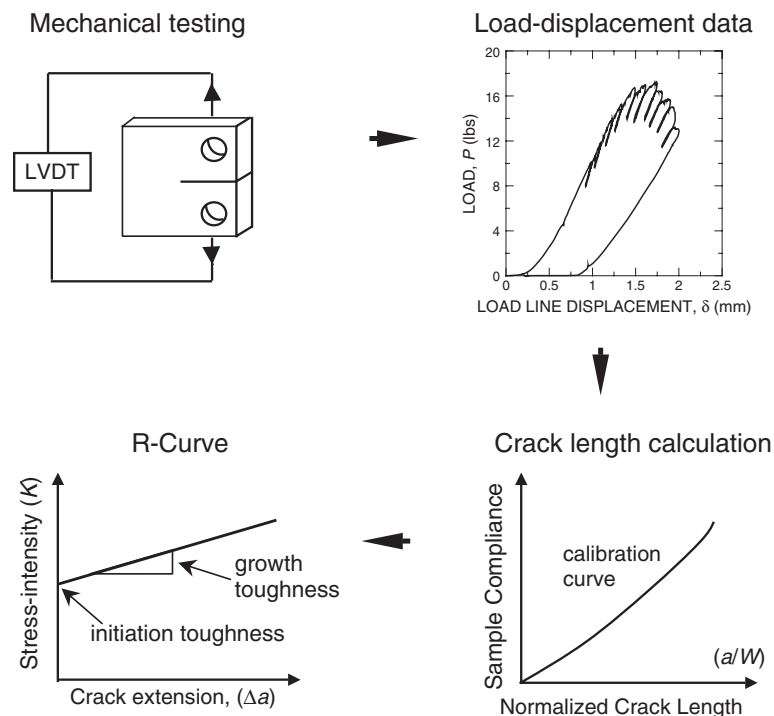 Mechanical testing
LVDT
Load-displacement data
LOAD, P (lbs)
20
16
12
8
4
0
0 0.5 1 1.5 2 2.5
LOAD LINE DISPLACEMENT, δ (mm)
R-Curve
Stress-intensity (K)
growth
toughness
initiation toughness
Crack extension, (Δa)
Crack length calculation
Sample Compliance
calibration
curve
(a/W)
Normalized Crack Length